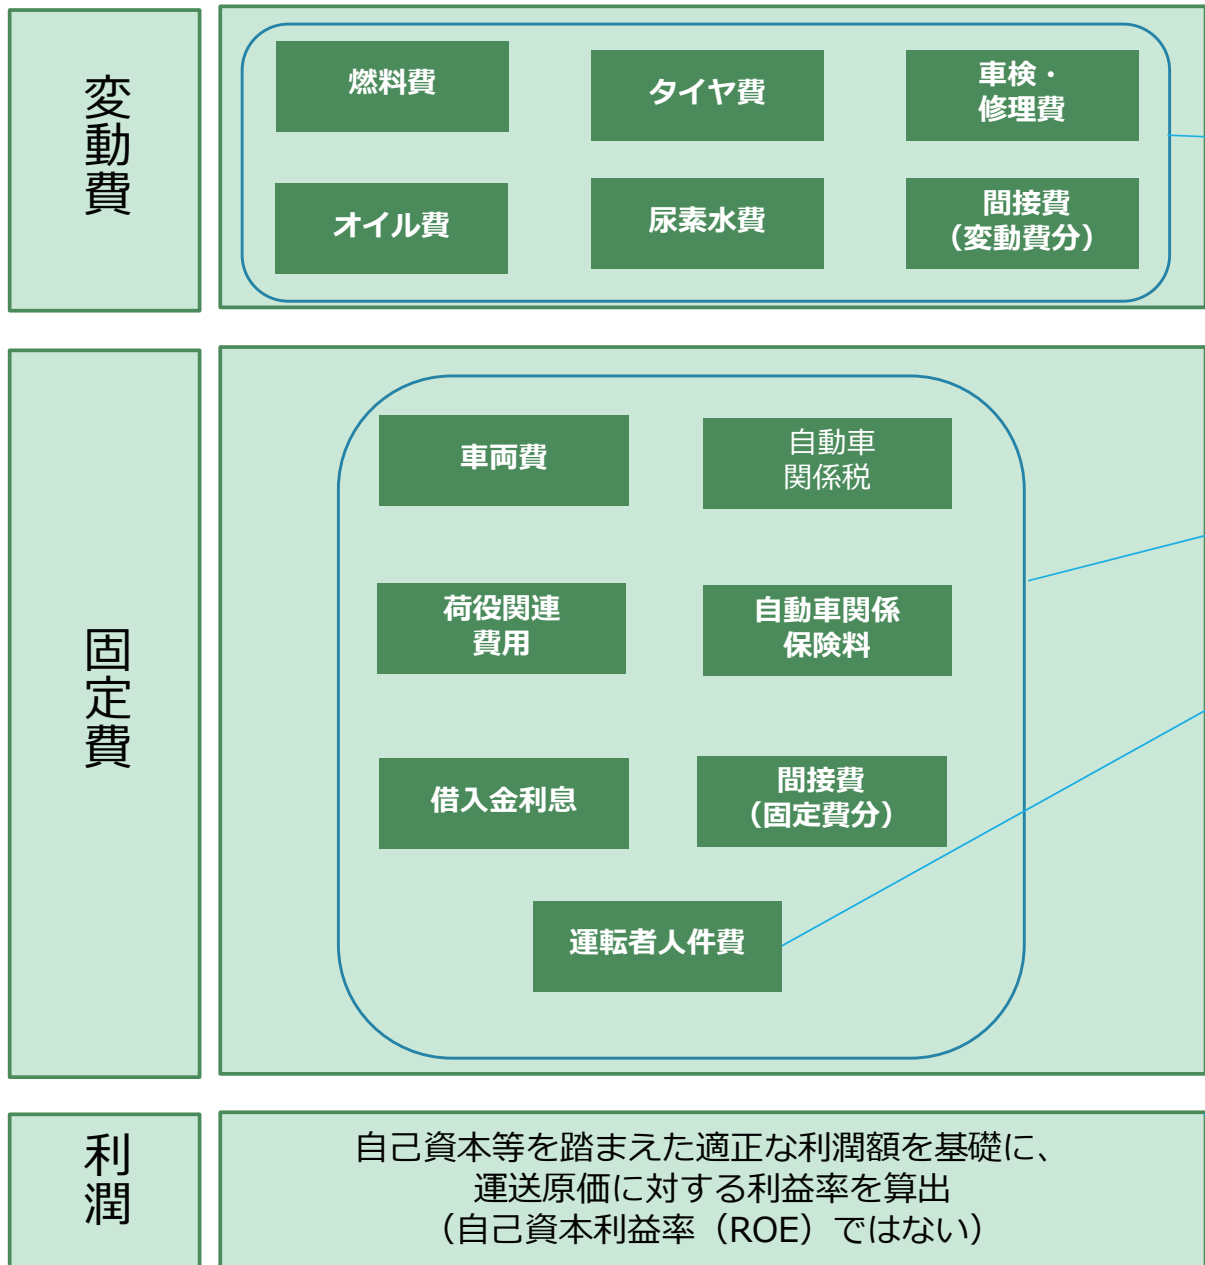 変動費
燃料費
タイヤ費
車検・
修理費
オイル費
尿素水費
間接費
（変動費分）
固定費
車両費
自動車
関係税
荷役関連
費用
自動車関係
保険料
借入金利息
間接費
（固定費分）
運転者人件費
利潤
自己資本等を踏まえた適正な利潤額を基礎に、
運送原価に対する利益率を算出
（自己資本利益率（ROE）ではない）